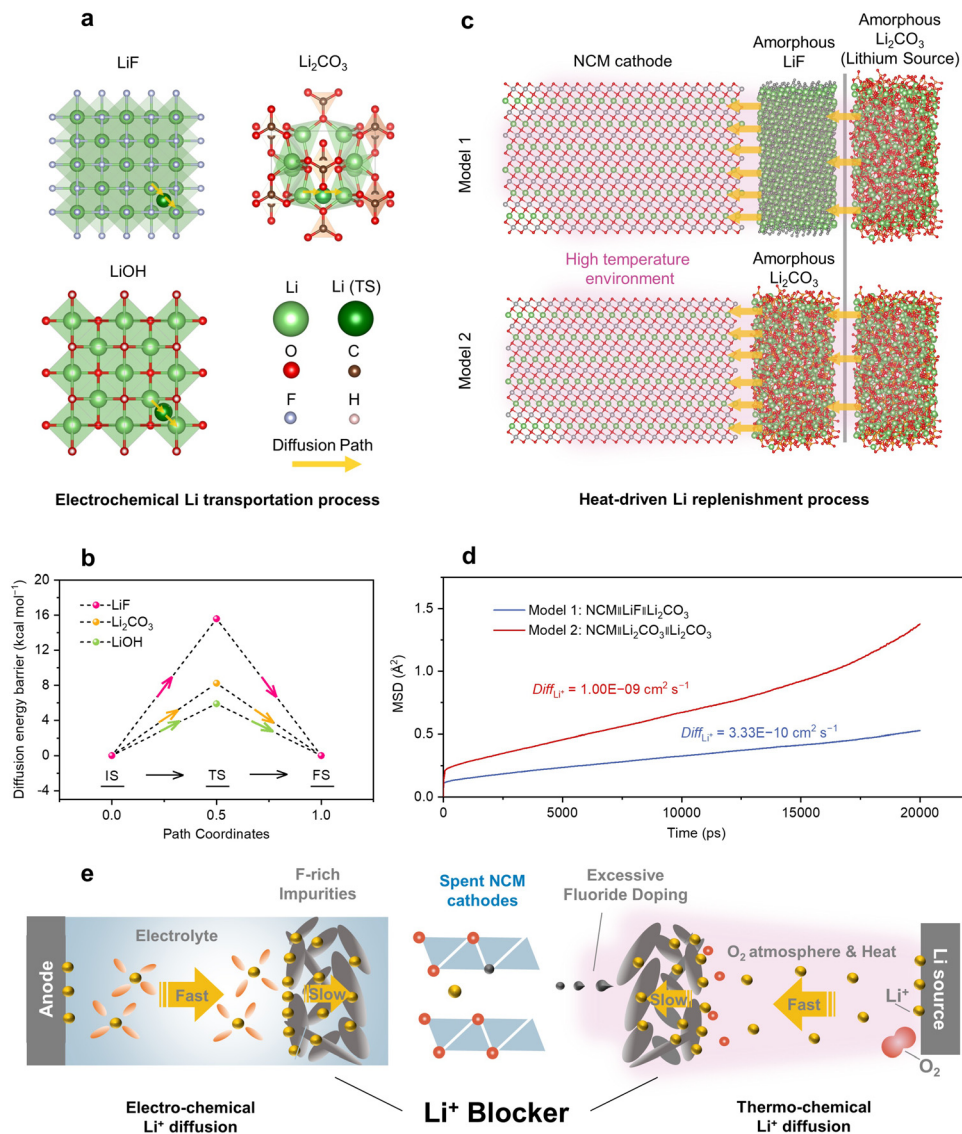 a
LiF
Li₂CO₃
LiOH
Li
Li (TS)
O
C
F
H
Diffusion Path
Electrochemical Li transportation process
c
NCM cathode
Amorphous
LiF
Amorphous
Li₂CO₃
(Lithium Source)
Model 1
High temperature
environment
Amorphous
Li₂CO₃
Model 2
Heat-driven Li replenishment process
b
Diffusion energy barrier (kcal mol⁻¹)
20
16
12
8
4
0
-4
LiF
Li₂CO₃
LiOH
IS
TS
FS
0.0
0.5
1.0
Path Coordinates
d
MSD (Å²)
1.5
1.0
0.5
0.0
Model 1: NCM‖LiF‖Li₂CO₃
Model 2: NCM‖Li₂CO₃‖Li₂CO₃
Diff_Li⁺ = 1.00E−09 cm² s⁻¹
Diff_Li⁺ = 3.33E−10 cm² s⁻¹
0
5000
10000
15000
20000
Time (ps)
e
F-rich
Impurities
Spent NCM
cathodes
Excessive
Fluoride Doping
Anode
Electrolyte
Fast
Slow
Slow
O₂ atmosphere & Heat
Fast
Li⁺
Li source
O₂
Electro-chemical
Li⁺ diffusion
Li⁺ Blocker
Thermo-chemical
Li⁺ diffusion